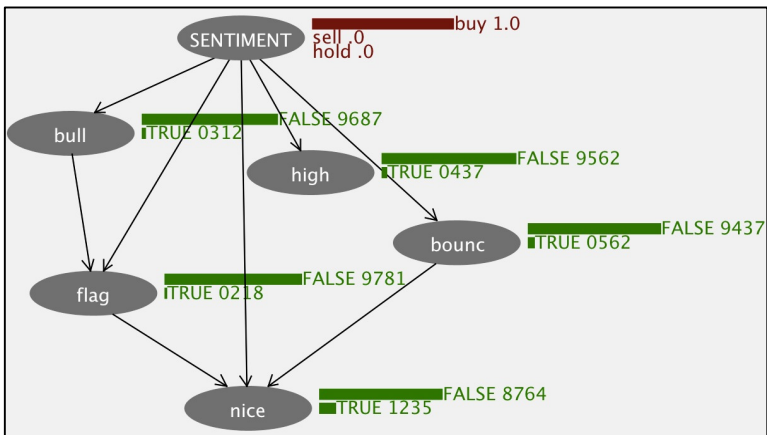 SENTIMENT
buy 1.0
sell .0
hold .0
bull
FALSE 9687
TRUE 0312
high
FALSE 9562
TRUE 0437
bounc
FALSE 9437
TRUE 0562
flag
FALSE 9781
TRUE 0218
nice
FALSE 8764
TRUE 1235